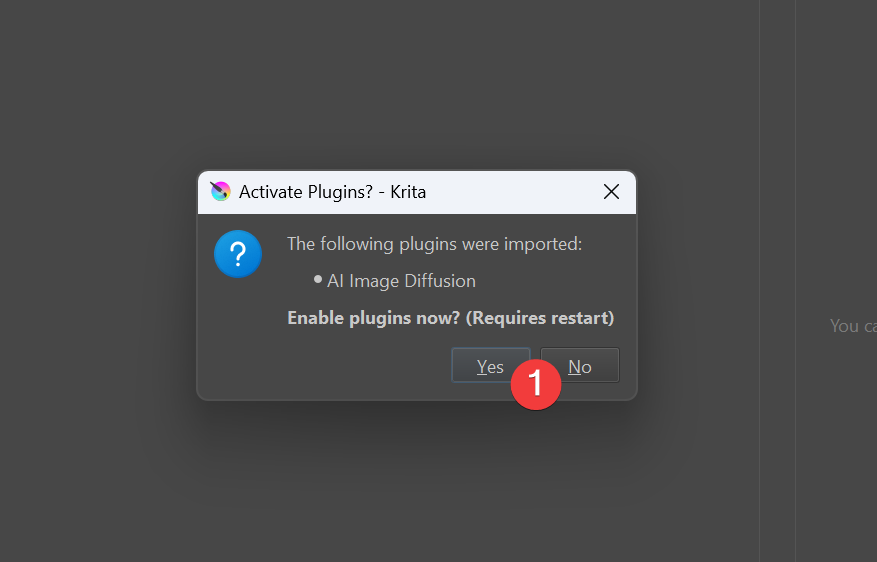 Activate Plugins? - Krita
The following plugins were imported:
• AI Image Diffusion
Enable plugins now? (Requires restart)
Yes
1
No
You ca